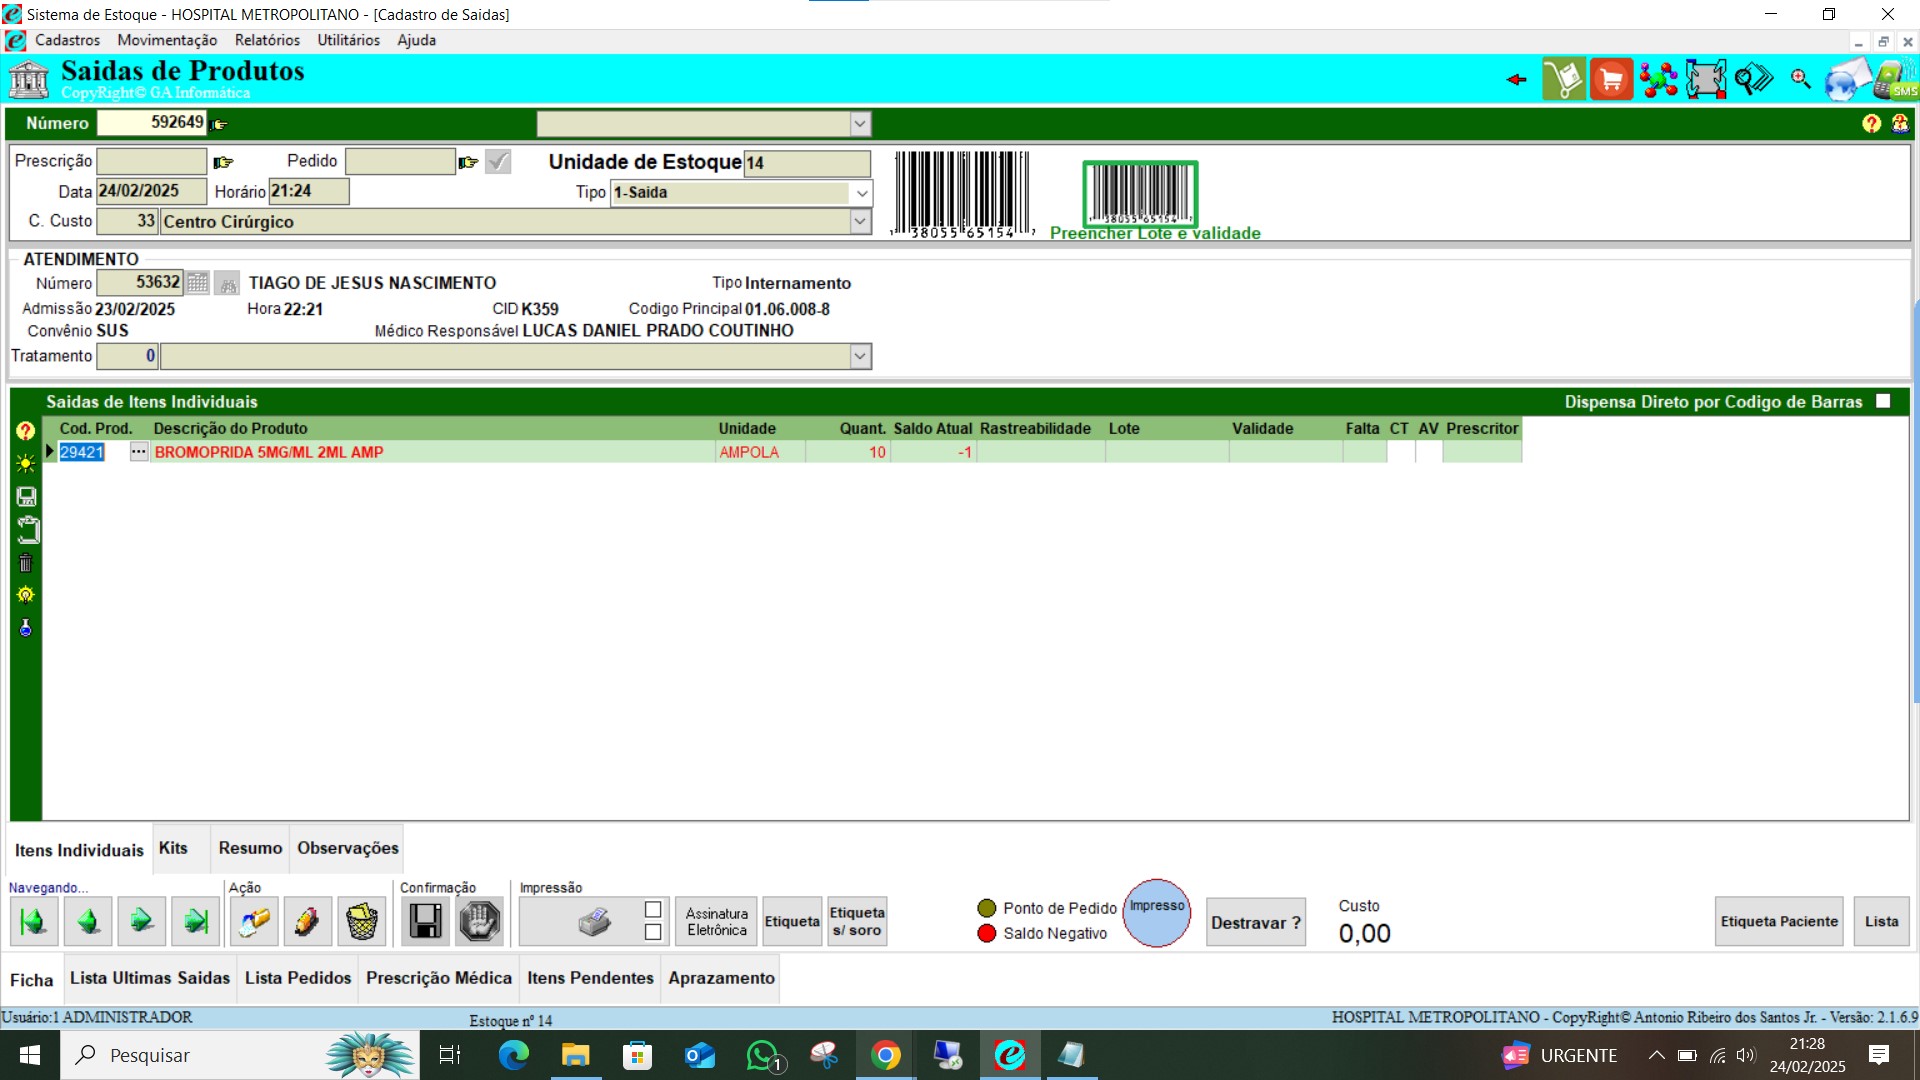 Sistema de Estoque - HOSPITAL METROPOLITANO - [Cadastro de Saidas]
Cadastros Movimentação Relatórios Utilitários Ajuda
Saidas de Produtos
CopyRight© GA Informática
SMS
Número 592649
Prescrição Pedido Unidade de Estoque 14
Data 24/02/2025 Horário 21:24 Tipo 1-Saida
C. Custo 33 Centro Cirúrgico
38055 65154
38055 65154
Preencher Lote e validade
ATENDIMENTO
Número 53632 TIAGO DE JESUS NASCIMENTO Tipo Internamento
Admissão 23/02/2025 Hora 22:21 CID K359 Codigo Principal 01.06.008-8
Convênio SUS Médico Responsável LUCAS DANIEL PRADO COUTINHO
Tratamento 0
Saidas de Itens Individuais Dispensa Direto por Codigo de Barras
Cod. Prod. Descrição do Produto Unidade Quant. Saldo Atual Rastreabilidade Lote Validade Falta CT AV Prescritor
29421 ... BROMOPRIDA 5MG/ML 2ML AMP AMPOLA 10 -1
Itens Individuais Kits Resumo Observações
Navegando... Ação Confirmação Impressão
Assinatura Eletrônica
Etiqueta
Etiqueta s/ soro
Ponto de Pedido
Saldo Negativo
Impresso
Destravar ?
Custo
0,00
Etiqueta Paciente
Lista
Ficha Lista Ultimas Saidas Lista Pedidos Prescrição Médica Itens Pendentes Aprazamento
Usuário:1 ADMINISTRADOR Estoque nº 14 HOSPITAL METROPOLITANO - CopyRight© Antonio Ribeiro dos Santos Jr. - Versão: 2.1.6.9
Pesquisar
1
URGENTE
21:28
24/02/2025